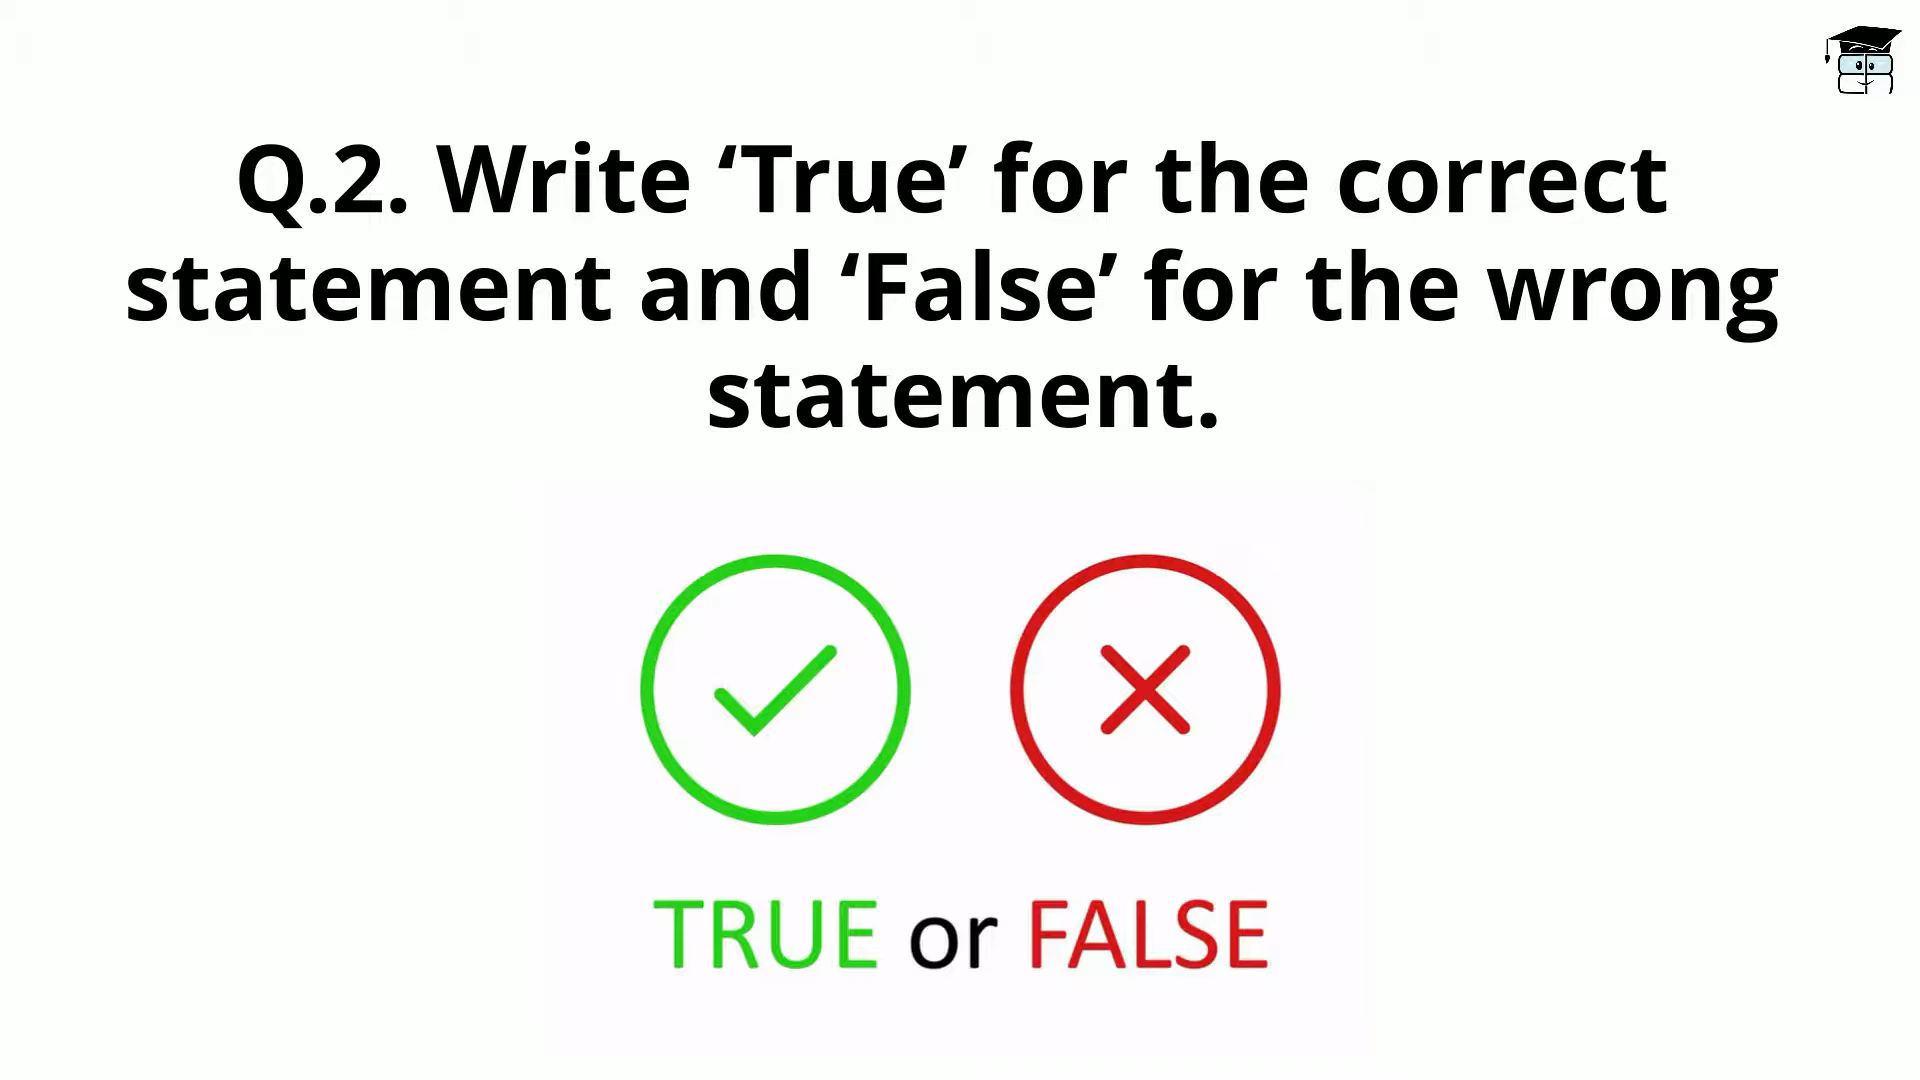 Q.2. Write ‘True’ for the correct
statement and ‘False’ for the wrong
statement.
TRUE or FALSE